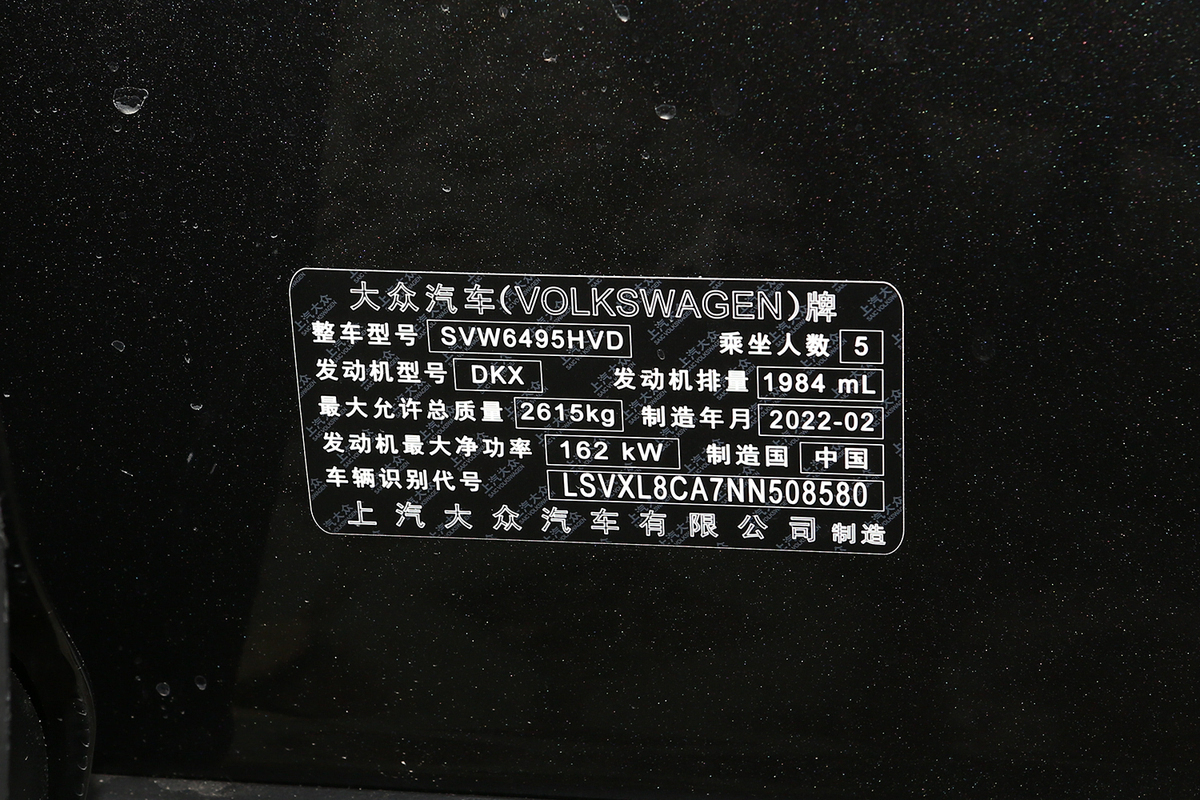 大众汽车(VOLKSWAGEN)牌
整车型号 SVW6495HVD 乘坐人数 5
发动机型号 DKX 发动机排量 1984 mL
最大允许总质量 2615kg 制造年月 2022-02
发动机最大净功率 162 kW 制造国 中国
车辆识别代号 LSVXL8CA7NN508580
上汽大众汽车有限公司 制造